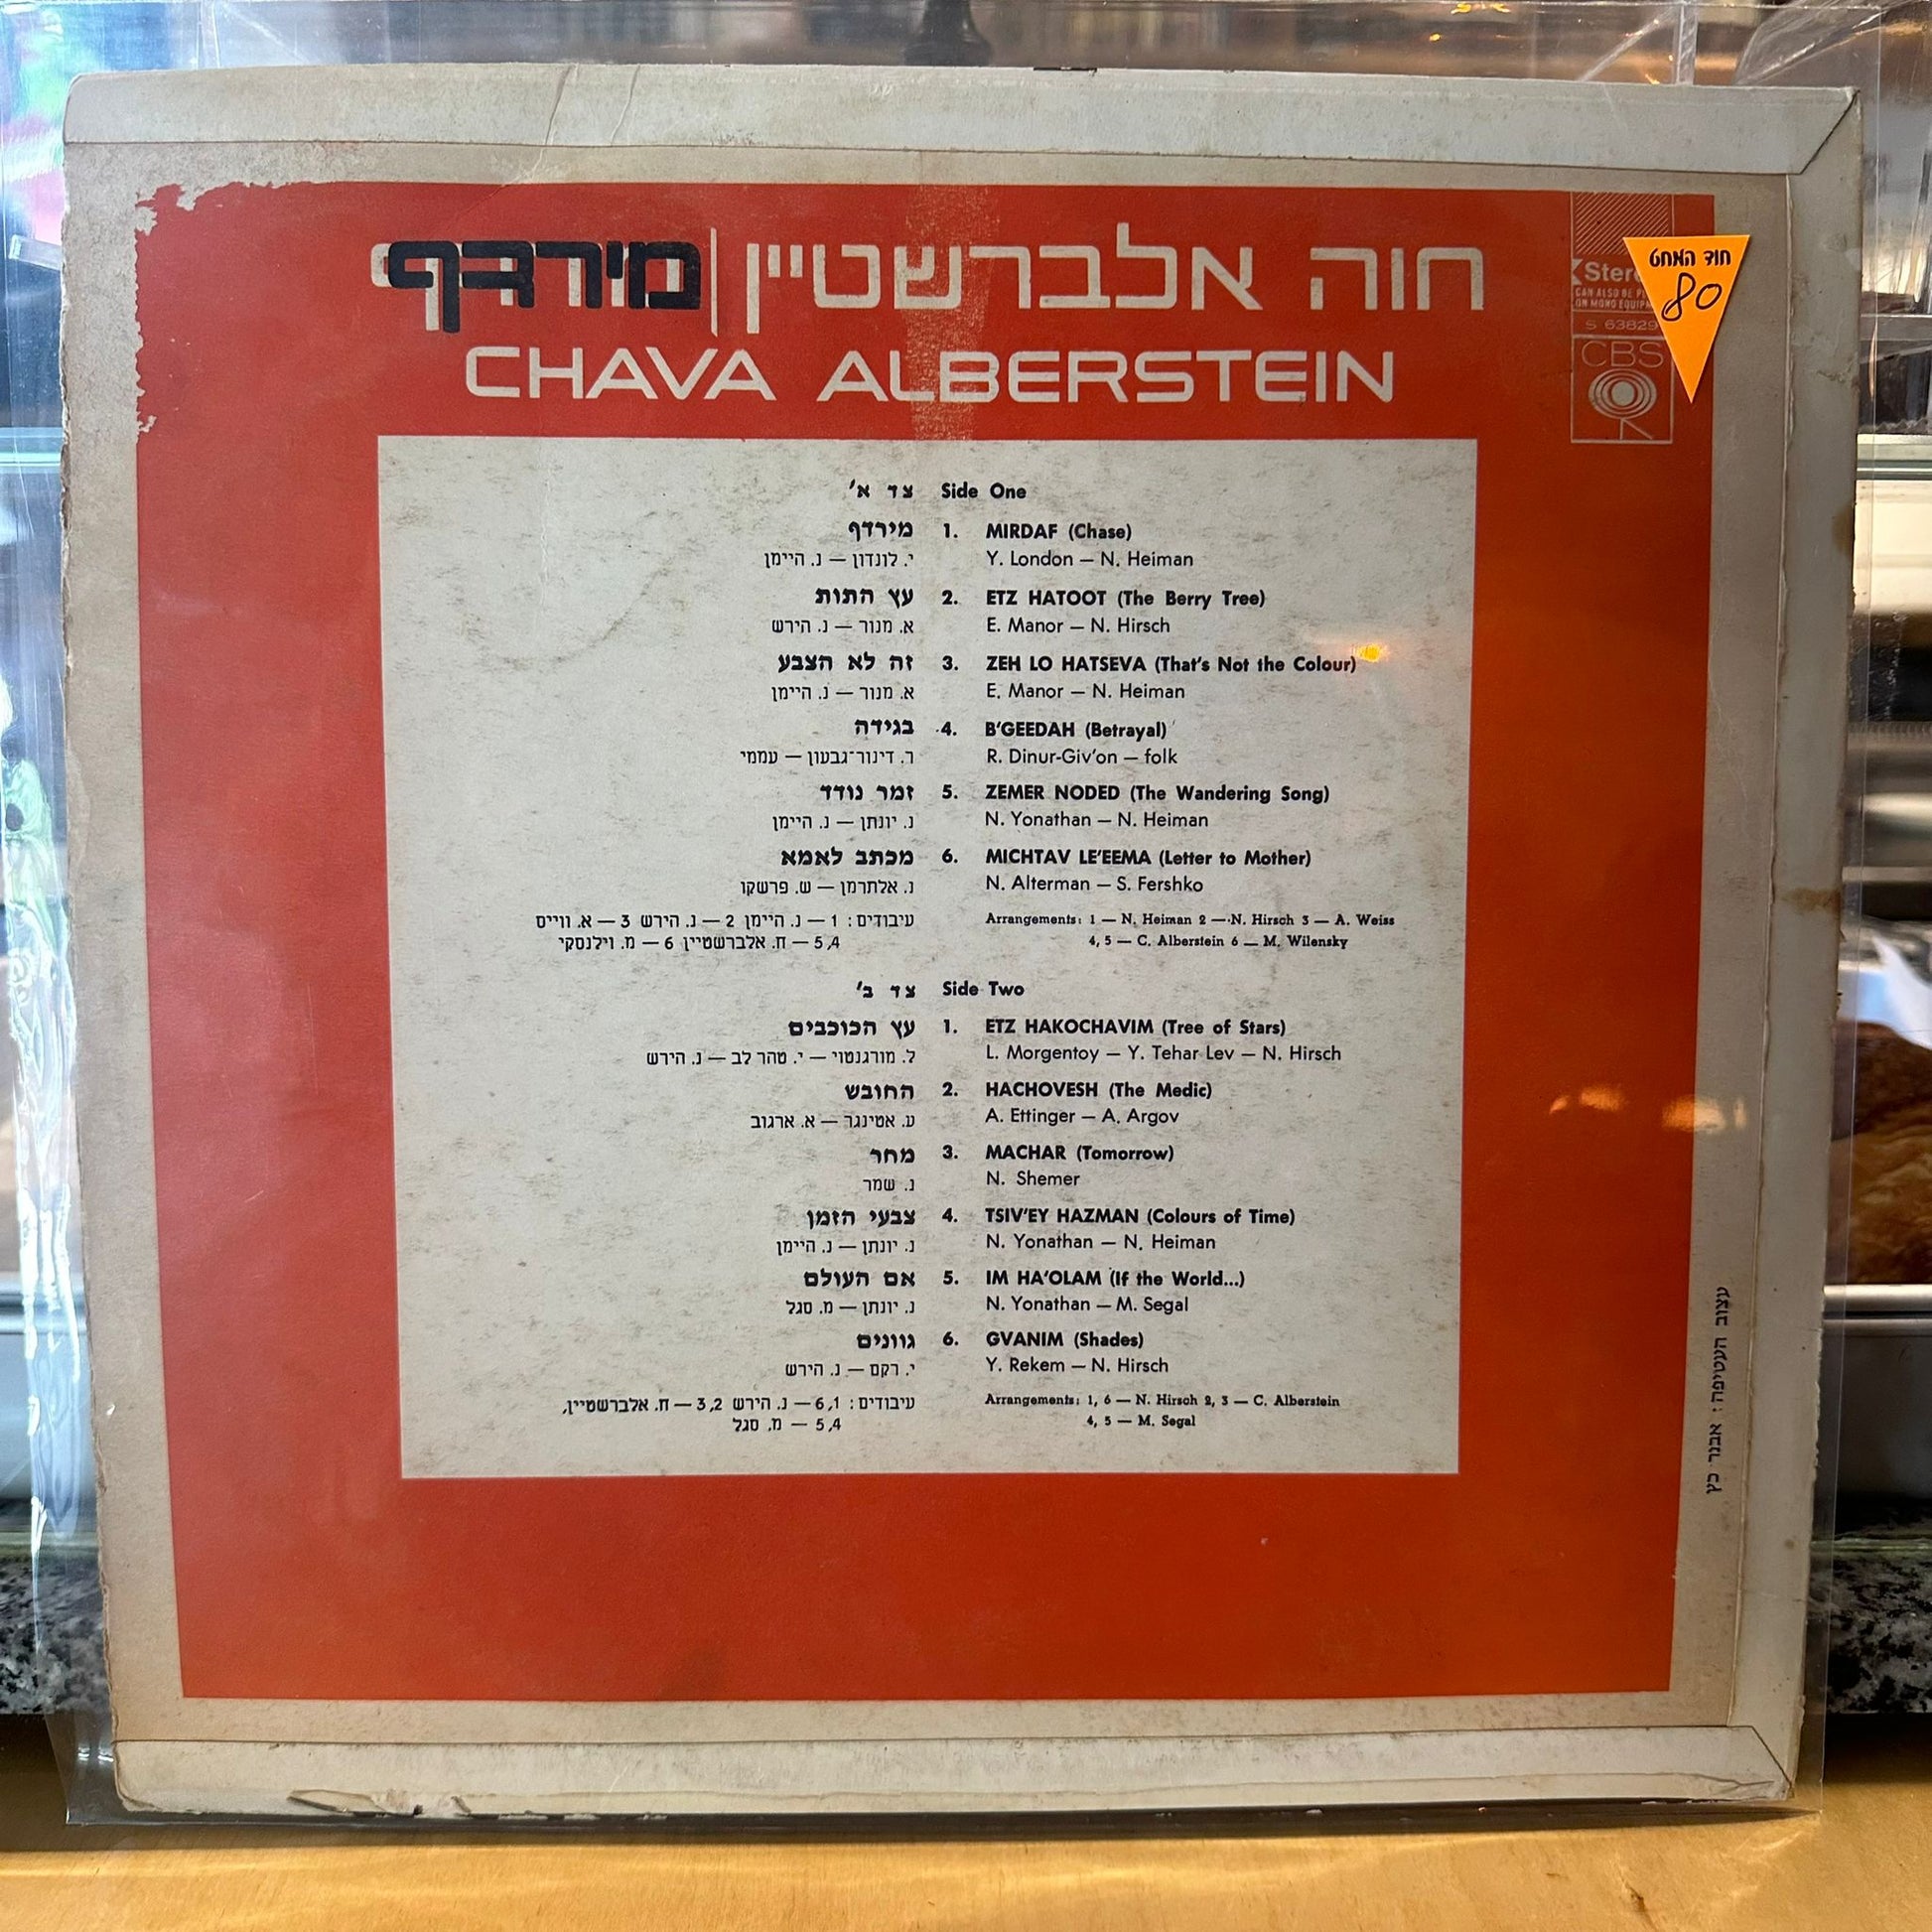 חוה אלברשטיין | מירדף
CHAVA ALBERSTEIN
Stereo
CAN ALSO BE
ON MONO
S 63829
CBS
חוד המחט
80
צד א' Side One
מירדף 1. MIRDAF (Chase)
י. לונדון — נ. היימן Y. London — N. Heiman
עץ התות 2. ETZ HATOOT (The Berry Tree)
א. מנור — נ. הירש E. Manor — N. Hirsch
זה לא הצבע 3. ZEH LO HATSEVA (That's Not the Colour)
א. מנור — נ. היימן E. Manor — N. Heiman
בגידה 4. B'GEEDAH (Betrayal)
ר. דינור־גבעון — עממי R. Dinur-Giv'on — folk
זמר נודד 5. ZEMER NODED (The Wandering Song)
נ. יונתן — נ. היימן N. Yonathan — N. Heiman
מכתב לאמא 6. MICHTAV LE'EEMA (Letter to Mother)
נ. אלתרמן — ש. פרשקו N. Alterman — S. Fershko
עיבודים: 1 — נ. היימן 2 — נ. הירש 3 — א. ווייס Arrangements: 1 — N. Heiman 2 — N. Hirsch 3 — A. Weiss
5,4 — ח. אלברשטיין 6 — מ. וילנסקי 4, 5 — C. Alberstein 6 — M. Wilensky
צד ב' Side Two
עץ הכוכבים 1. ETZ HAKOCHAVIM (Tree of Stars)
ל. מורגנטוי — י. טהר לב — נ. הירש L. Morgentoy — Y. Tehar Lev — N. Hirsch
החובש 2. HACHOVESH (The Medic)
ע. אטינגר — א. ארגוב A. Ettinger — A. Argov
מחר 3. MACHAR (Tomorrow)
נ. שמר N. Shemer
צבעי הזמן 4. TSIV'EY HAZMAN (Colours of Time)
נ. יונתן — נ. היימן N. Yonathan — N. Heiman
אם העולם 5. IM HA'OLAM (If the World...)
נ. יונתן — מ. סגל N. Yonathan — M. Segal
גוונים 6. GVANIM (Shades)
י. רקם — נ. הירש Y. Rekem — N. Hirsch
עיבודים: 6,1 — נ. הירש 3,2 — ח. אלברשטיין, Arrangements: 1, 6 — N. Hirsch 2, 3 — C. Alberstein
5,4 — מ. סגל 4, 5 — M. Segal
עיצוב העטיפה: אבנר כץ